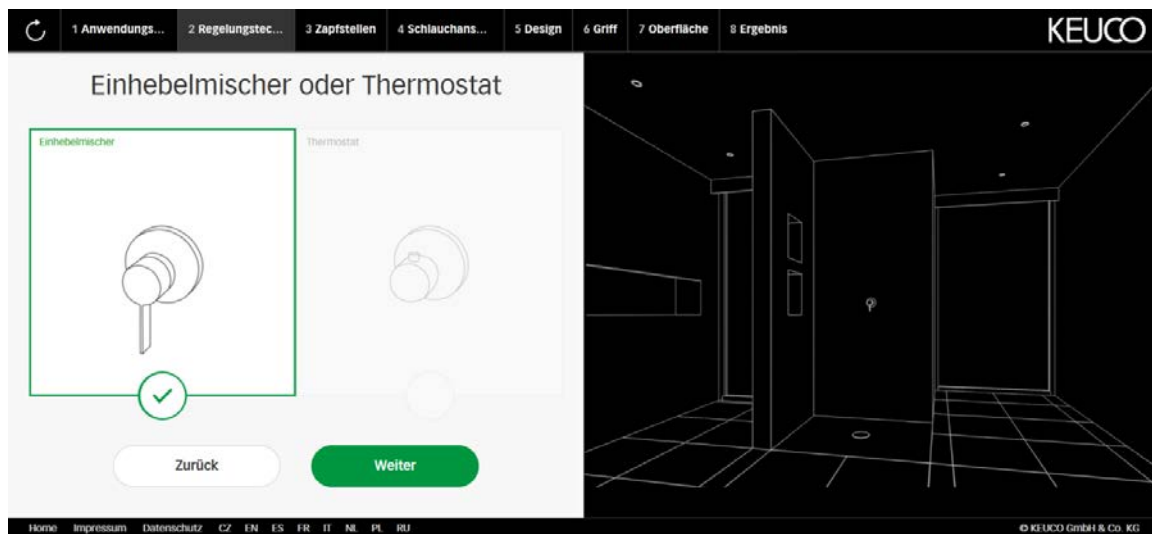 1 Anwendungs... 2 Regelungstec... 3 Zapfstellen 4 Schlauchans... 5 Design 6 Griff 7 Oberfläche 8 Ergebnis KEUCO
Einhebelmischer oder Thermostat
Einhebelmischer Thermostat
Zurück Weiter
Home Impressum Datenschutz CZ EN ES FR IT NL PL RU © KEUCO GmbH & Co. KG